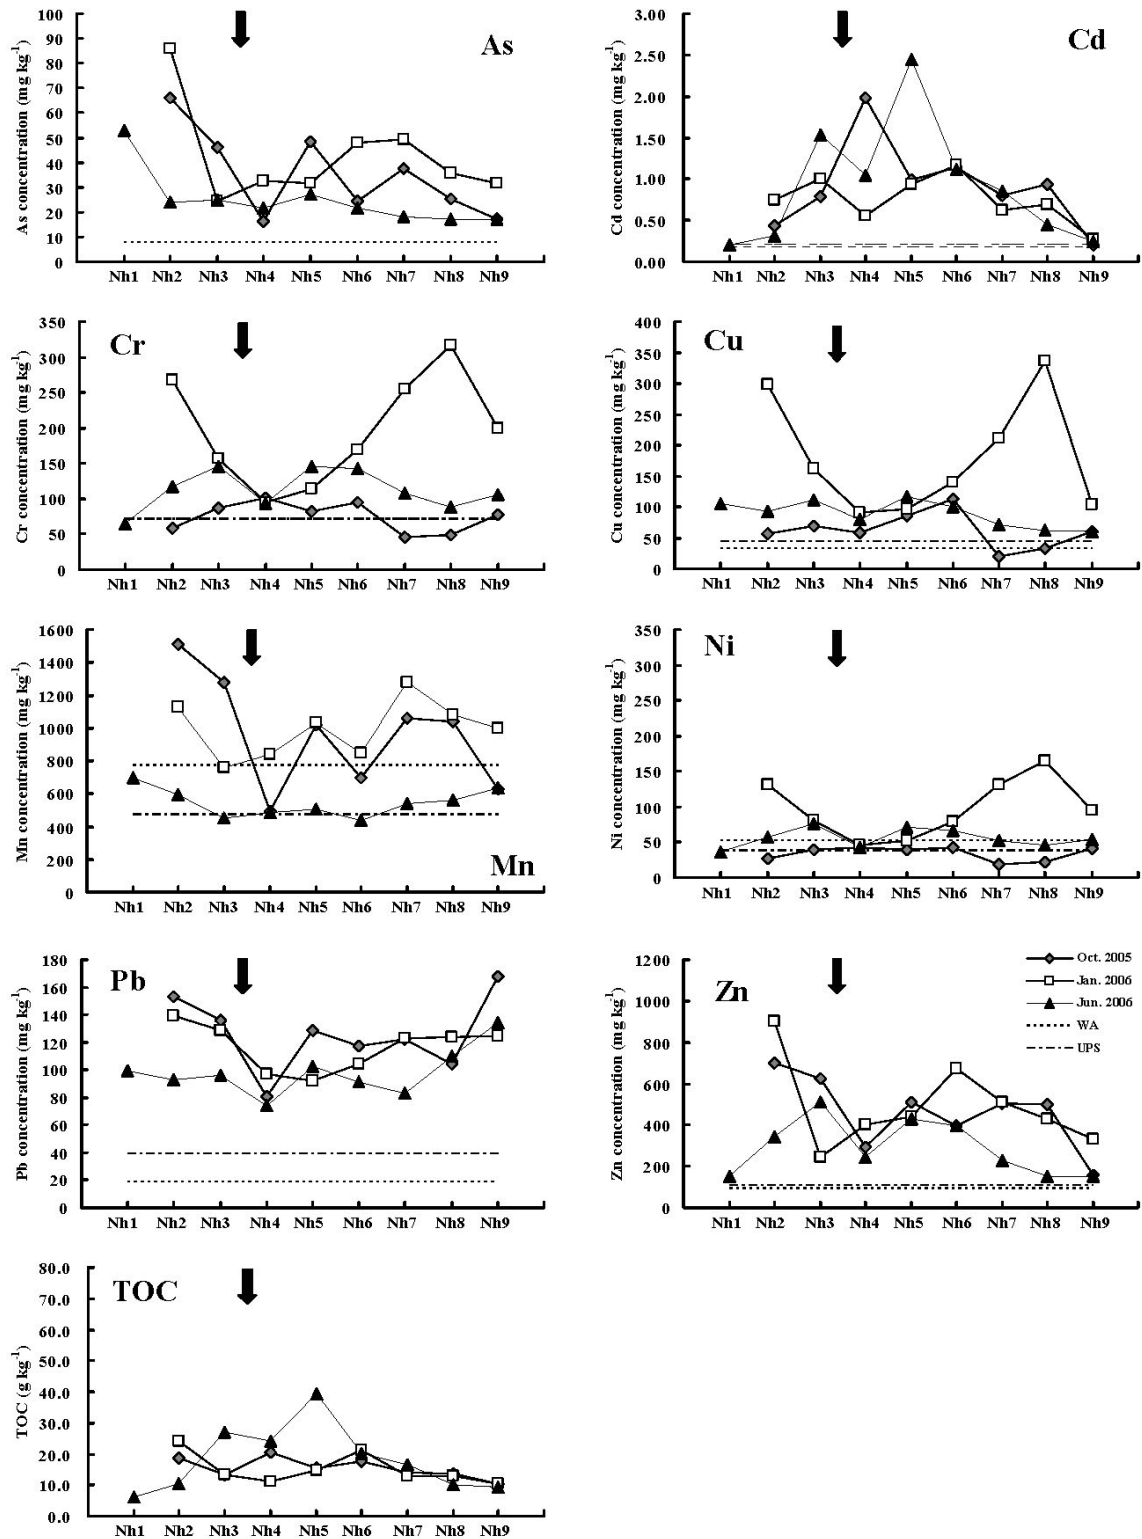 As
As concentration (mg kg-1)
100
90
80
70
60
50
40
30
20
10
0
Nh1 Nh2 Nh3 Nh4 Nh5 Nh6 Nh7 Nh8 Nh9
Cd
Cd concentration (mg kg-1)
3.00
2.50
2.00
1.50
1.00
0.50
0.00
Nh1 Nh2 Nh3 Nh4 Nh5 Nh6 Nh7 Nh8 Nh9
Cr
Cr concentration (mg kg-1)
350
300
250
200
150
100
50
0
Nh1 Nh2 Nh3 Nh4 Nh5 Nh6 Nh7 Nh8 Nh9
Cu
Cu concentration (mg kg-1)
400
350
300
250
200
150
100
50
0
Nh1 Nh2 Nh3 Nh4 Nh5 Nh6 Nh7 Nh8 Nh9
Mn concentration (mg kg-1)
1600
1400
1200
1000
800
600
400
200
0
Mn
Nh1 Nh2 Nh3 Nh4 Nh5 Nh6 Nh7 Nh8 Nh9
Ni
Ni concentration (mg kg-1)
350
300
250
200
150
100
50
0
Nh1 Nh2 Nh3 Nh4 Nh5 Nh6 Nh7 Nh8 Nh9
Pb
Pb concentration (mg kg-1)
180
160
140
120
100
80
60
40
20
0
Nh1 Nh2 Nh3 Nh4 Nh5 Nh6 Nh7 Nh8 Nh9
Zn
Zn concentration (mg kg-1)
1200
1000
800
600
400
200
0
Oct. 2005
Jan. 2006
Jun. 2006
WA
UPS
Nh1 Nh2 Nh3 Nh4 Nh5 Nh6 Nh7 Nh8 Nh9
TOC
TOC (g kg-1)
80.0
70.0
60.0
50.0
40.0
30.0
20.0
10.0
0.0
Nh1 Nh2 Nh3 Nh4 Nh5 Nh6 Nh7 Nh8 Nh9